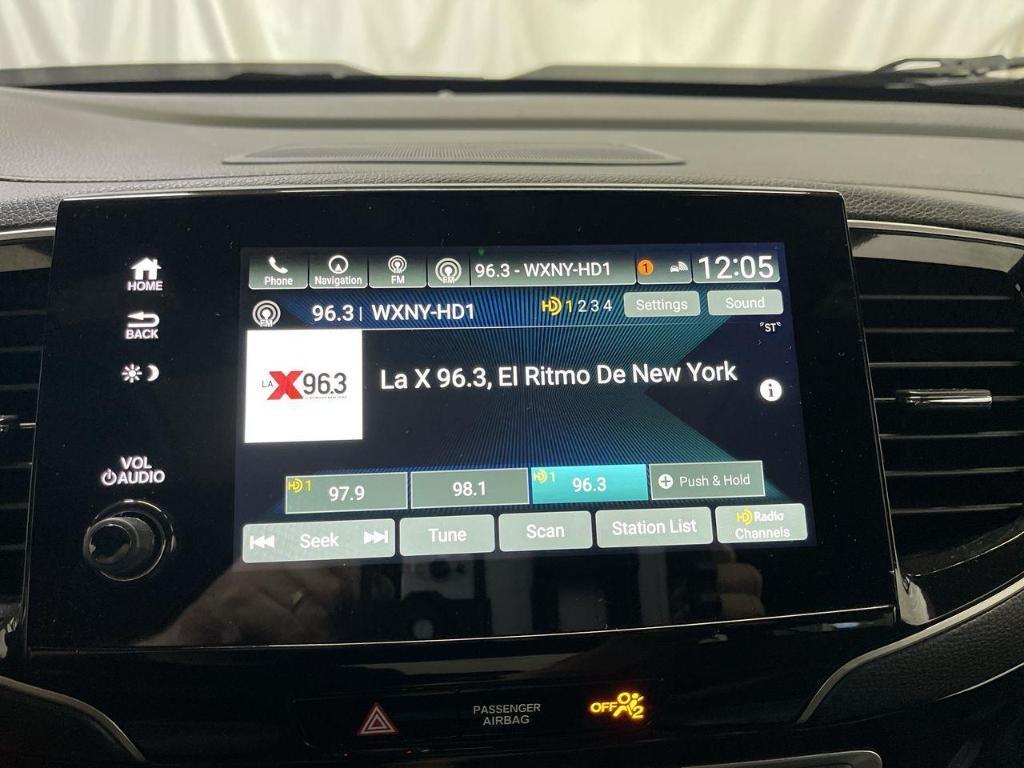 HOME
BACK
VOL
AUDIO
Phone
Navigation
FM
FM
96.3 - WXNY-HD1
1
12:05
FM
96.3 | WXNY-HD1
HD 1 2 3 4
Settings
Sound
"ST"
LA X 96.3
La X 96.3, El Ritmo De New York
i
HD 1 97.9
98.1
HD 1 96.3
+ Push & Hold
Seek
Tune
Scan
Station List
HD Radio
Channels
PASSENGER
AIRBAG
OFF 2